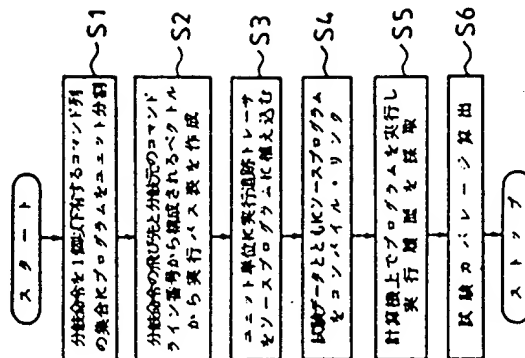 スタート
分岐命令を1個以下有するコマンド列
の集合にプログラムをユニット分割
S1
分岐命令の飛び先と分岐元のコマンド
ライン番号から構成されるベクトル
から実行パス表を作成
S2
ユニット単位に実行追跡トレーサ
をソースプログラムに植え込む
S3
試験データとともにソースプログラム
をコンパイル・リンク
S4
計算機上でプログラムを実行し
実行履歴を採取
S5
試験カバレージ算出
S6
ストップ